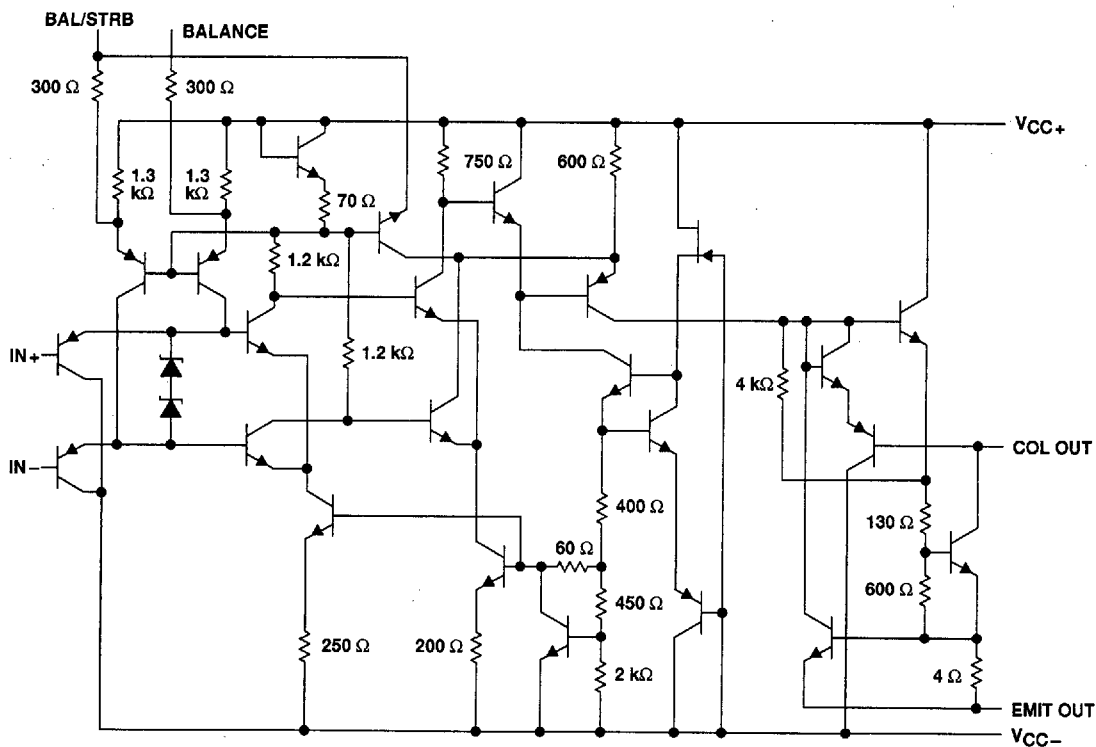 BAL/STRB
BALANCE
300 Ω
300 Ω
VCC+
1.3
kΩ
1.3
kΩ
70 Ω
750 Ω
600 Ω
1.2 kΩ
IN+
1.2 kΩ
4 kΩ
IN−
COL OUT
400 Ω
130 Ω
60 Ω
450 Ω
600 Ω
250 Ω
200 Ω
2 kΩ
4 Ω
EMIT OUT
VCC−